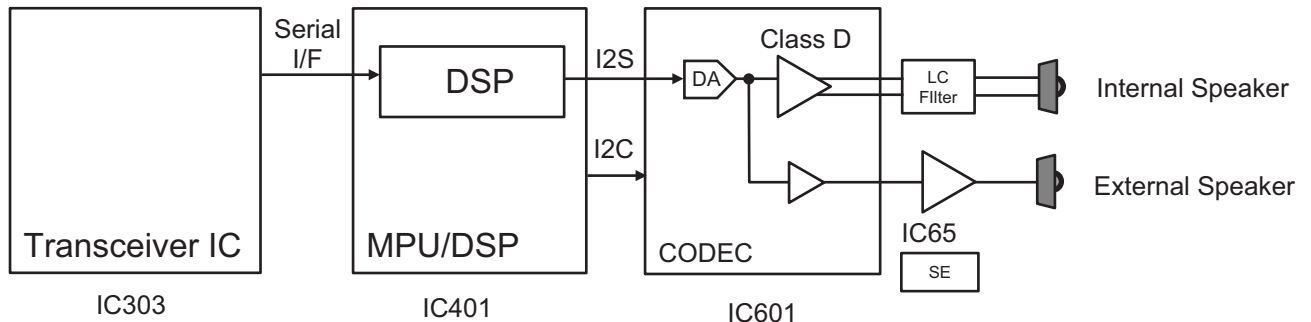 Serial
I/F
DSP
I2S
I2C
DA
Class D
LC
FIlter
Internal Speaker
External Speaker
Transceiver IC
MPU/DSP
CODEC
IC65
SE
IC303
IC401
IC601